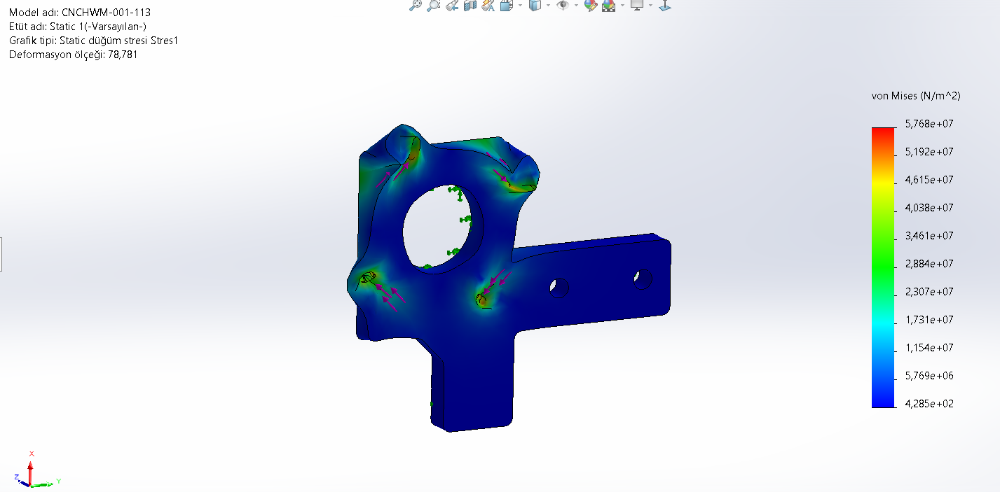 Model adı: CNCHWM-001-113
Etüt adı: Static 1(-Varsayılan-)
Grafik tipi: Static düğüm stresi Stres1
Deformasyon ölçeği: 78,781
von Mises (N/m^2)
5,768e+07
5,192e+07
4,615e+07
4,038e+07
3,461e+07
2,884e+07
2,307e+07
1,731e+07
1,154e+07
5,769e+06
4,285e+02
X
Z
Y